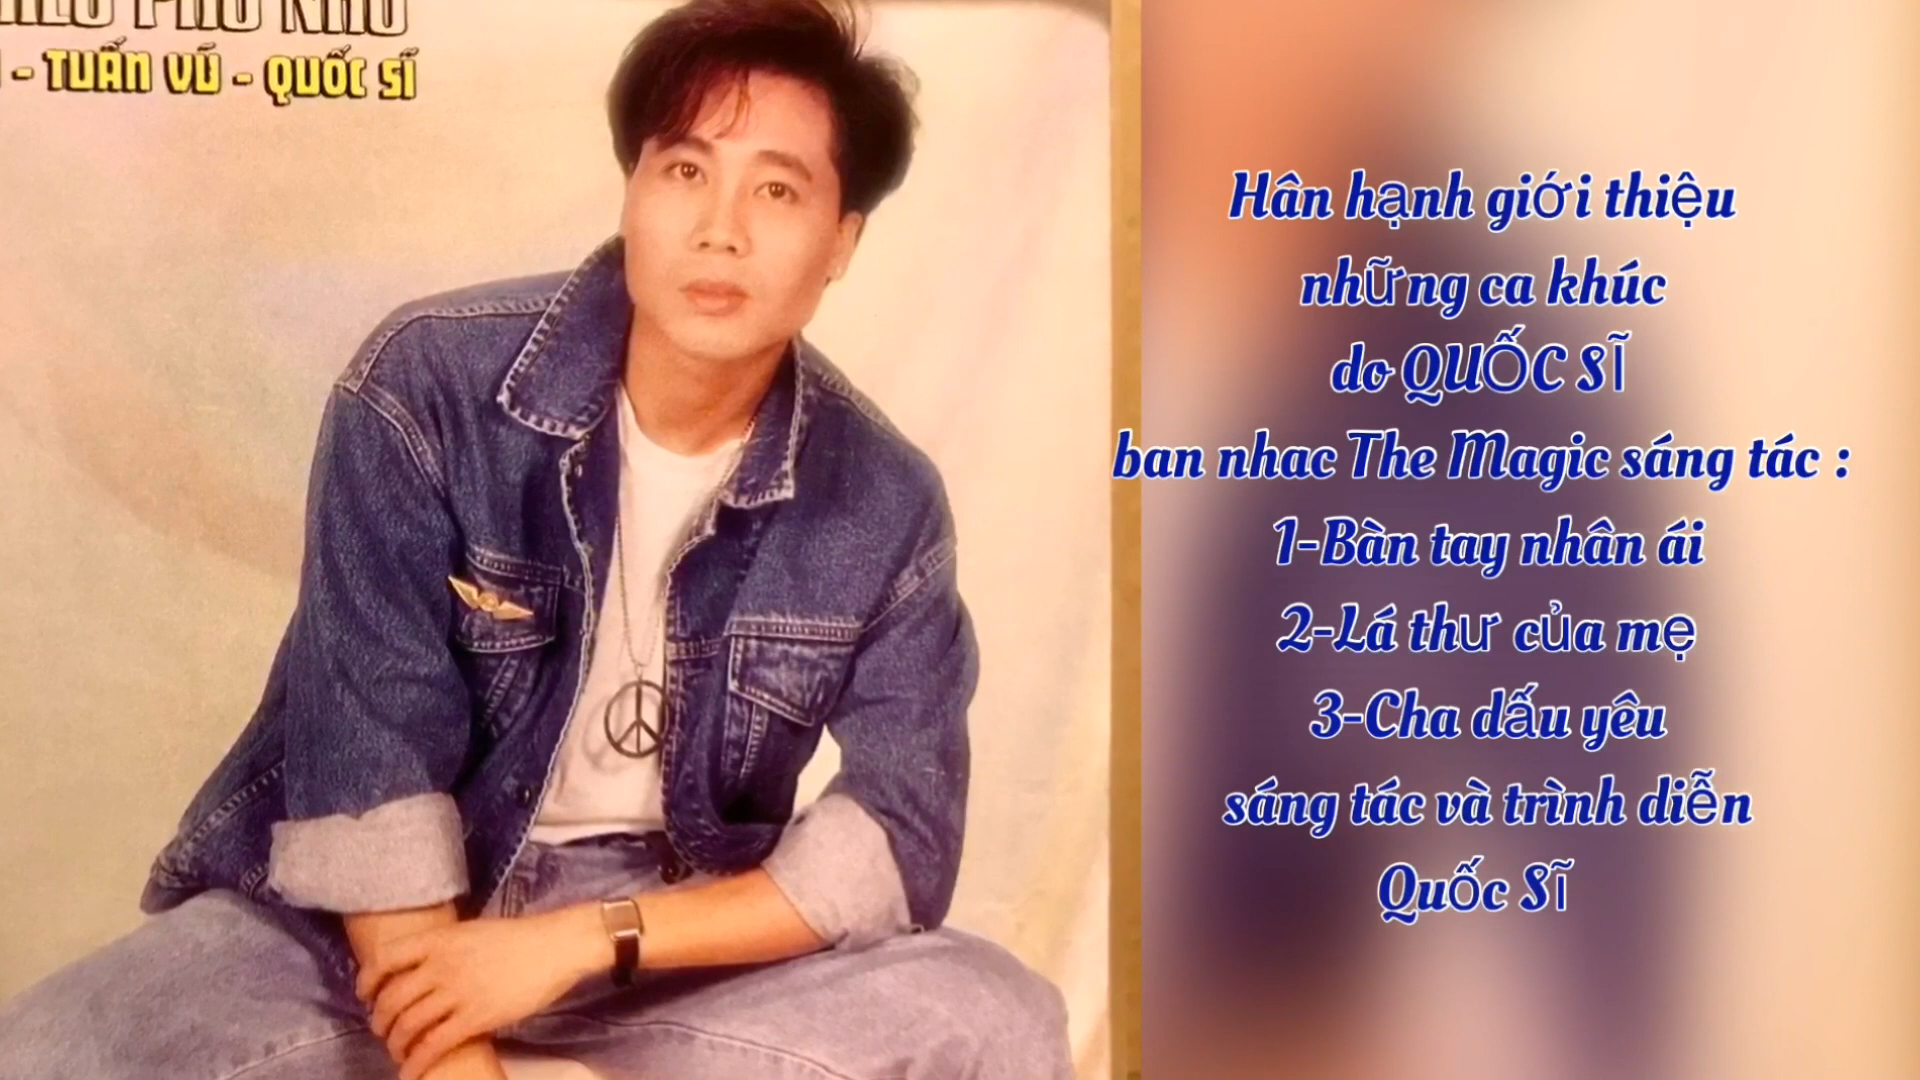 PHÙ NHƯ
- TUẤN VŨ - QUỐC SĨ
Hân hạnh giới thiệu
những ca khúc
do QUỐC SĨ
ban nhac The Magic sáng tác :
1-Bàn tay nhân ái
2-Lá thư của mẹ
3-Cha dấu yêu
sáng tác và trình diễn
Quốc Sĩ